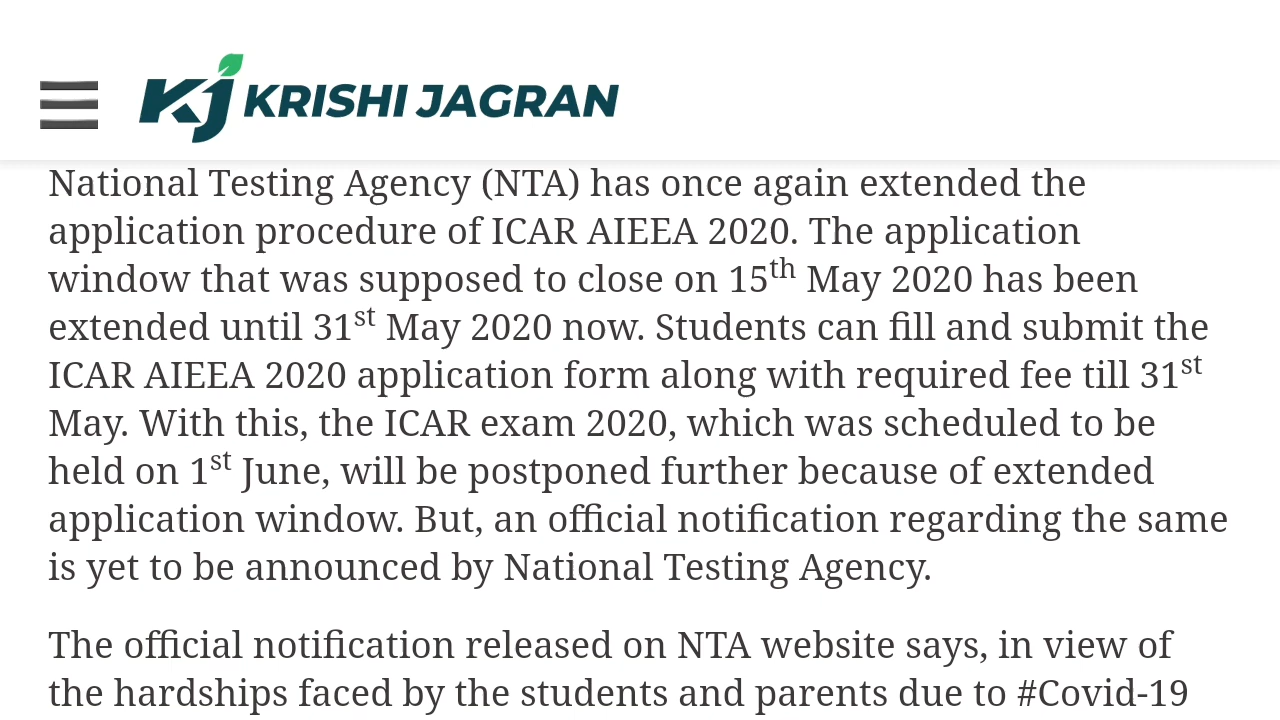 KJ KRISHI JAGRAN
National Testing Agency (NTA) has once again extended the
application procedure of ICAR AIEEA 2020. The application
window that was supposed to close on 15th May 2020 has been
extended until 31st May 2020 now. Students can fill and submit the
ICAR AIEEA 2020 application form along with required fee till 31st
May. With this, the ICAR exam 2020, which was scheduled to be
held on 1st June, will be postponed further because of extended
application window. But, an official notification regarding the same
is yet to be announced by National Testing Agency.
The official notification released on NTA website says, in view of
the hardships faced by the students and parents due to #Covid-19